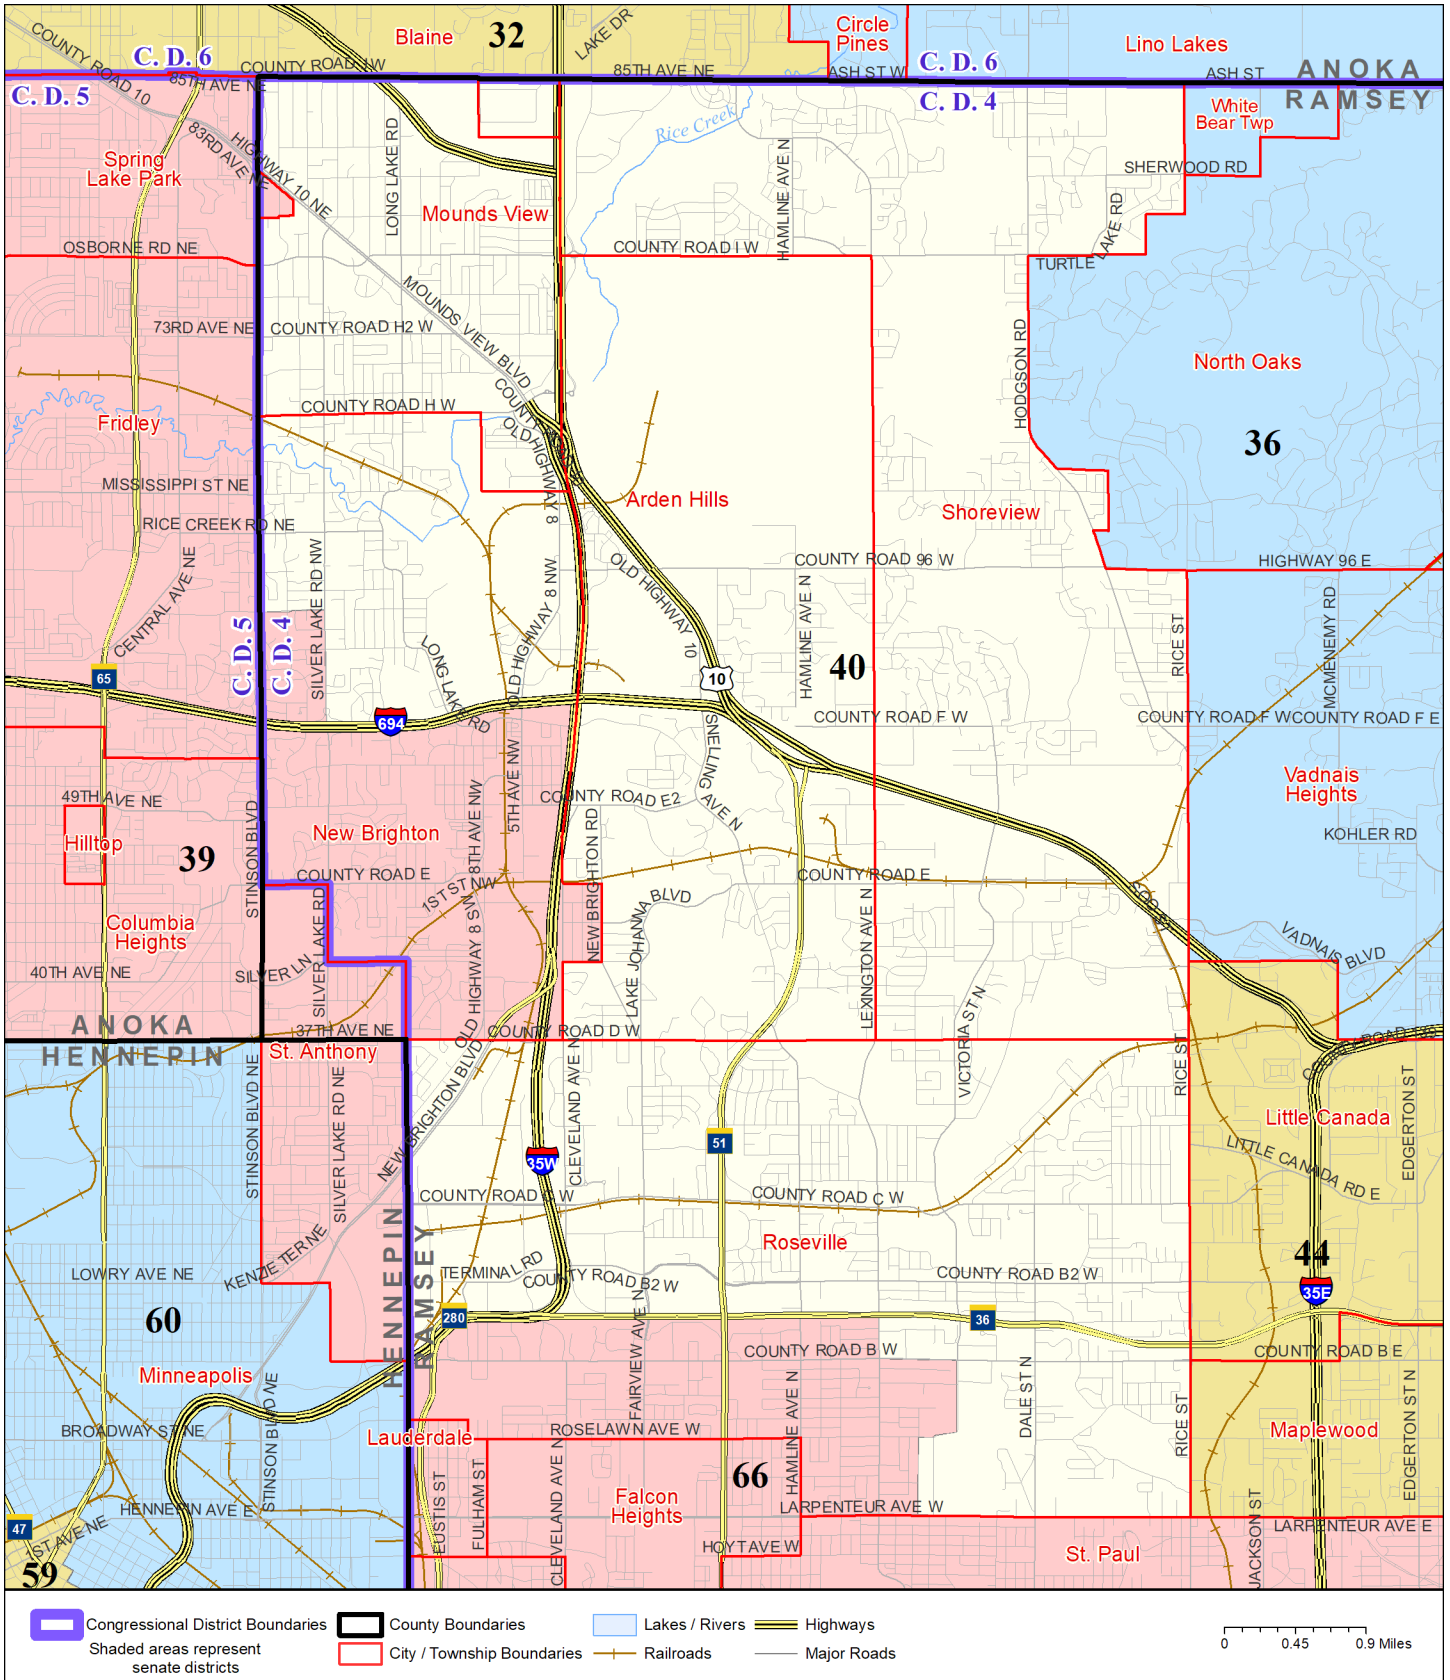 Blaine
32
LAKE DR
Circle
Pines
Lino Lakes
COUNTY ROAD 10
C. D. 6
COUNTY ROAD J W
85TH AVE NE
85TH AVE NE
ASH ST W
C. D. 6
ASH ST
ANOKA
C. D. 5
C. D. 4
RAMSEY
White
Bear Twp
Rice Creek
83RD AVE NE
HIGHWAY 10 NE
LONG LAKE RD
HAMLINE AVE N
Spring
Lake Park
SHERWOOD RD
Mounds View
LAKE RD
OSBORNE RD NE
COUNTY ROAD I W
TURTLE
MOUNDS VIEW BLVD
73RD AVE NE
COUNTY ROAD H2 W
HODGSON RD
North Oaks
COUNTY ROAD H W
Fridley
OLD HIGHWAY 8
36
MISSISSIPPI ST NE
Arden Hills
Shoreview
RICE CREEK RD NE
CENTRAL AVE NE
SILVER LAKE RD NW
OLD HIGHWAY 8 NW
OLD HIGHWAY 10
COUNTY ROAD 96 W
HIGHWAY 96 E
HAMLINE AVE N
RICE ST
MCMENEMY RD
C. D. 5
C. D. 4
LONG LAKE RD
40
65
10
694
COUNTY ROAD F W
COUNTY ROAD F W
COUNTY ROAD F E
SNELLING AVE N
5TH AVE NW
8TH AVE NW
49TH AVE NE
COUNTY ROAD E2
Vadnais
Heights
STINSON BLVD
New Brighton
Hilltop
39
KOHLER RD
NEW BRIGHTON RD
COUNTY ROAD E
1ST ST NW
COUNTY ROAD E
SOO ST
LAKE JOHANNA BLVD
LEXINGTON AVE N
Columbia
Heights
SILVER LAKE RD
OLD HIGHWAY 8 SW
VADNAIS BLVD
40TH AVE NE
SILVER LN
VICTORIA ST N
ANOKA
HENNEPIN
37TH AVE NE
COUNTY ROAD D W
St. Anthony
STINSON BLVD NE
SILVER LAKE RD NE
NEW BRIGHTON BLVD
CLEVELAND AVE N
RICE ST
EDGERTON ST
Little Canada
51
35W
LITTLE CANADA RD E
COUNTY ROAD C W
HENNEPIN
RAMSEY
Roseville
KENZIE TER NE
44
LOWRY AVE NE
TERMINAL RD
COUNTY ROAD B2 W
COUNTY ROAD B2 W
35E
60
280
36
FAIRVIEW AVE N
COUNTY ROAD B W
COUNTY ROAD B E
Minneapolis
STINSON BLVD NE
HAMLINE AVE N
DALE ST N
RICE ST
EDGERTON ST N
BROADWAY ST NE
Lauderdale
ROSELAWN AVE W
Maplewood
66
EUSTIS ST
FULHAM ST
CLEVELAND AVE N
Falcon
Heights
HENNEPIN AVE E
LARPENTEUR AVE W
LARPENTEUR AVE E
47
1ST AVE NE
HOYT AVE W
St. Paul
JACKSON ST
59
Congressional District Boundaries
County Boundaries
Lakes / Rivers
Highways
Shaded areas represent
senate districts
City / Township Boundaries
Railroads
Major Roads
0 0.45 0.9 Miles